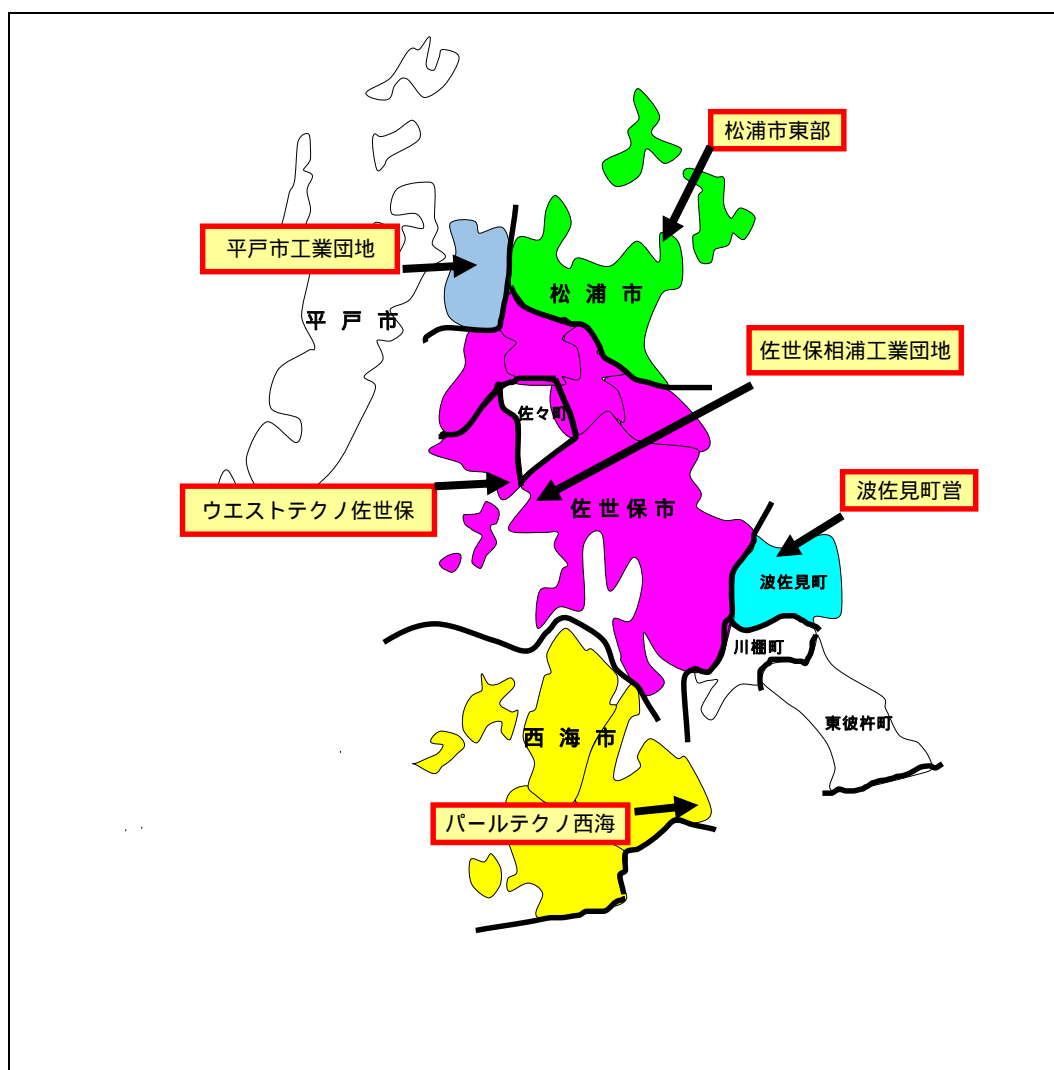 松浦市東部
平戸市工業団地
松浦市
平戸市
佐世保相浦工業団地
佐々町
波佐見町営
ウエストテクノ佐世保
佐世保市
波佐見町
川棚町
東彼杵町
西海市
パールテクノ西海